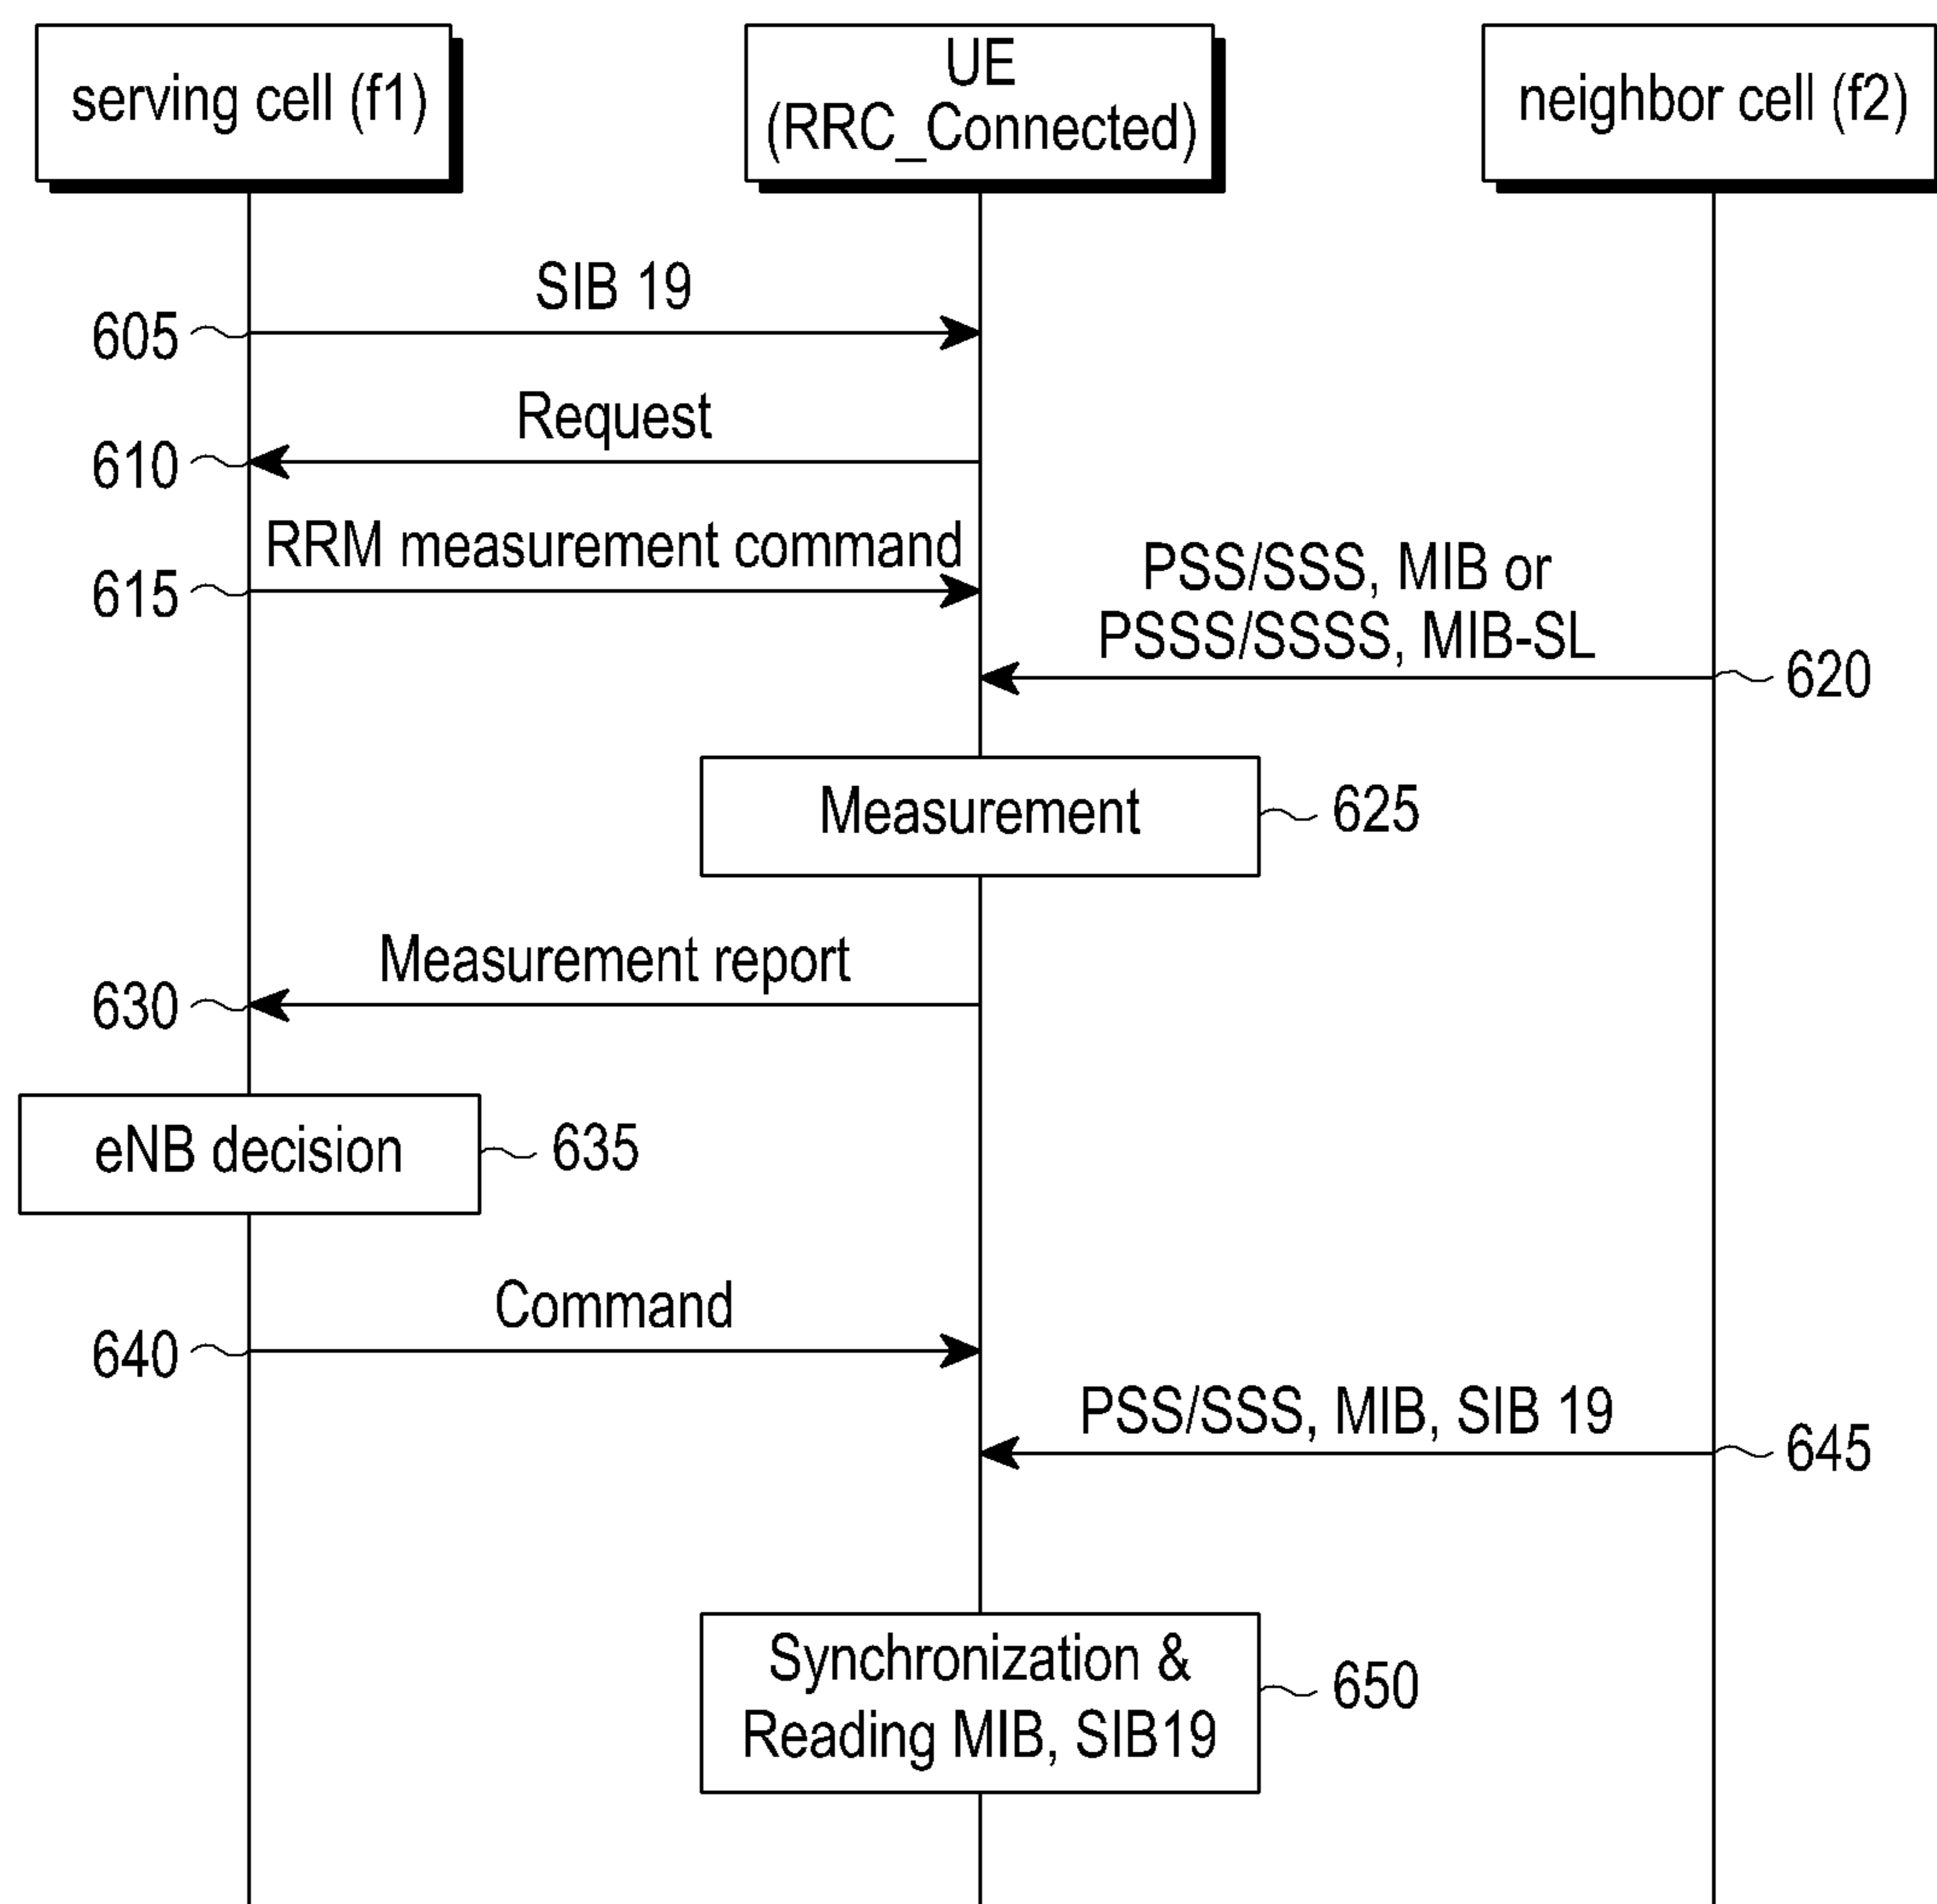 serving cell (f1)
UE
(RRC_Connected)
neighbor cell (f2)
SIB 19
605
Request
610
RRM measurement command
615
PSS/SSS, MIB or
PSSS/SSSS, MIB-SL
620
Measurement
625
Measurement report
630
eNB decision
635
Command
640
PSS/SSS, MIB, SIB 19
645
Synchronization &
Reading MIB, SIB19
650